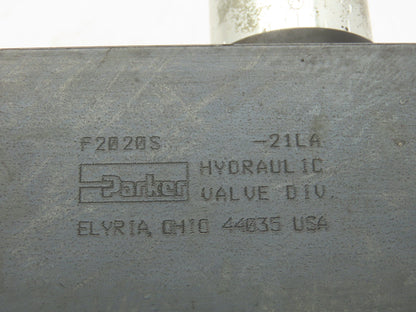 F2020S -21LA
Parker HYDRAULIC
VALVE DIV.
ELYRIA, OHIO 44035 USA